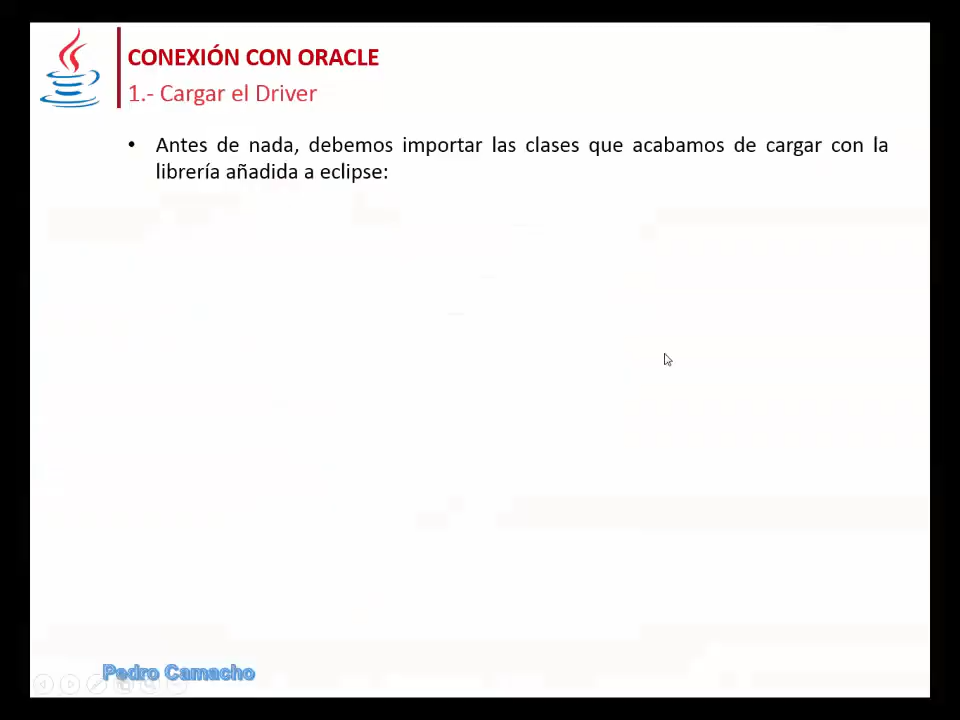 CONEXIÓN CON ORACLE
1.- Cargar el Driver
• Antes de nada, debemos importar las clases que acabamos de cargar con la
librería añadida a eclipse:
Pedro Camacho